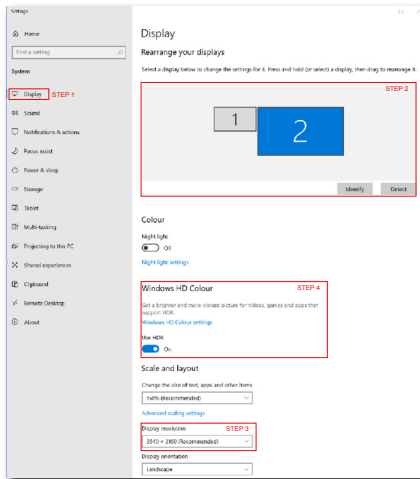 Settings
Home
Find a setting
System
Display STEP 1
Sound
Notifications & actions
Focus assist
Power & sleep
Storage
Tablet
Multi-tasking
Projecting to this PC
Shared experiences
Clipboard
Remote Desktop
About
Display
Rearrange your displays
Select a display below to change the settings for it. Press and hold (or select) a display, then drag to rearrange it.
STEP 2
1 2
Identify Detect
Colour
Night light
Off
Night light settings
Windows HD Colour STEP 4
Get a brighter and more vibrant picture for videos, games and apps that
support HDR.
Windows HD Colour settings
Use HDR
On
Scale and layout
Change the size of text, apps and other items
150% (Recommended)
Advanced scaling settings
Display resolution STEP 3
3840 × 2160 (Recommended)
Display orientation
Landscape